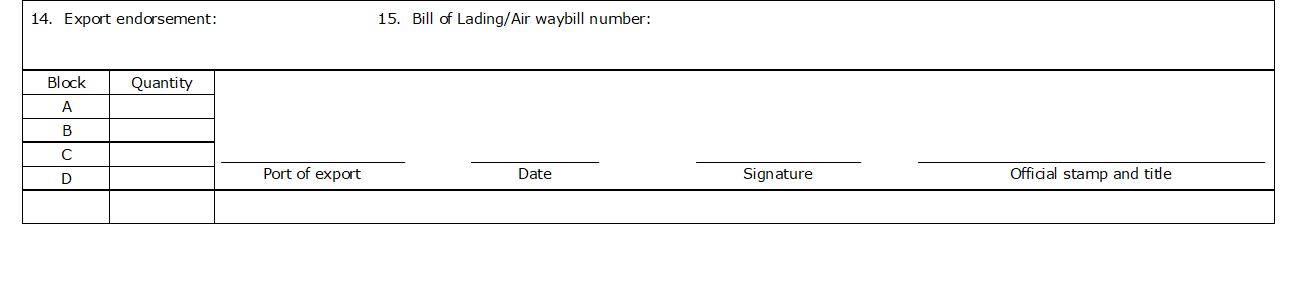 14. Export endorsement: 15. Bill of Lading/Air waybill number:
Block Quantity
A
B
C
D
Port of export Date Signature Official stamp and title